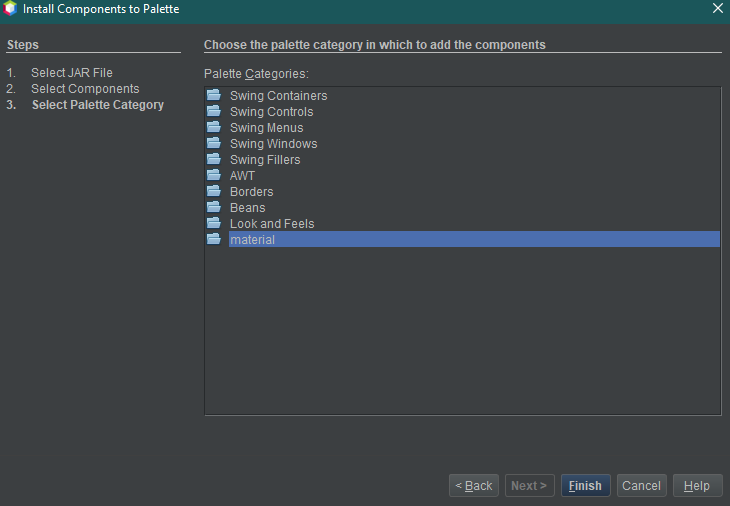 Install Components to Palette
Steps
1. Select JAR File
2. Select Components
3. Select Palette Category
Choose the palette category in which to add the components
Palette Categories:
Swing Containers
Swing Controls
Swing Menus
Swing Windows
Swing Fillers
AWT
Borders
Beans
Look and Feels
material
< Back
Next >
Finish
Cancel
Help